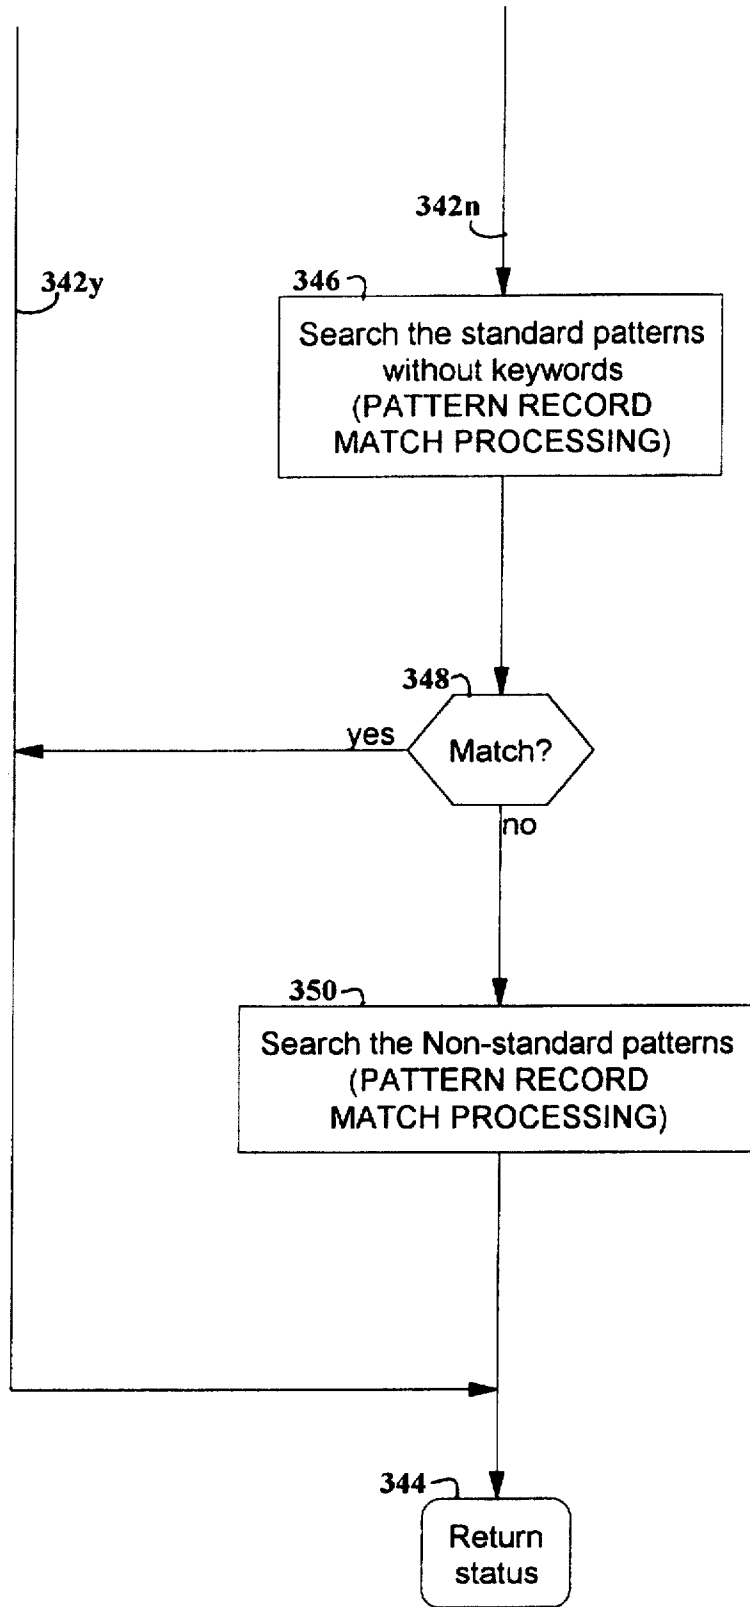 342n
342y
346
Search the standard patterns
without keywords
(PATTERN RECORD
MATCH PROCESSING)
348
yes
Match?
no
350
Search the Non-standard patterns
(PATTERN RECORD
MATCH PROCESSING)
344
Return
status